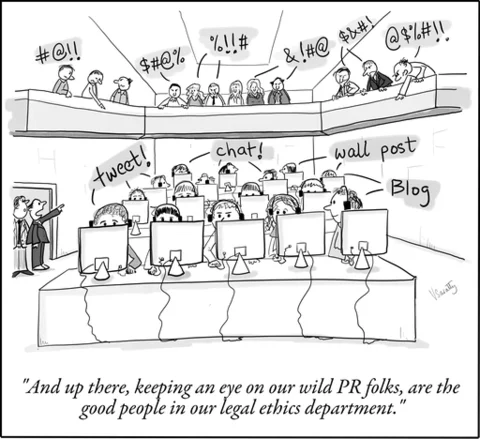 #@!!
$#@%
%!!#
&!#@
$&#!
@$%#!!
tweet!
chat!
wall post
Blog
"And up there, keeping an eye on our wild PR folks, are the
good people in our legal ethics department."